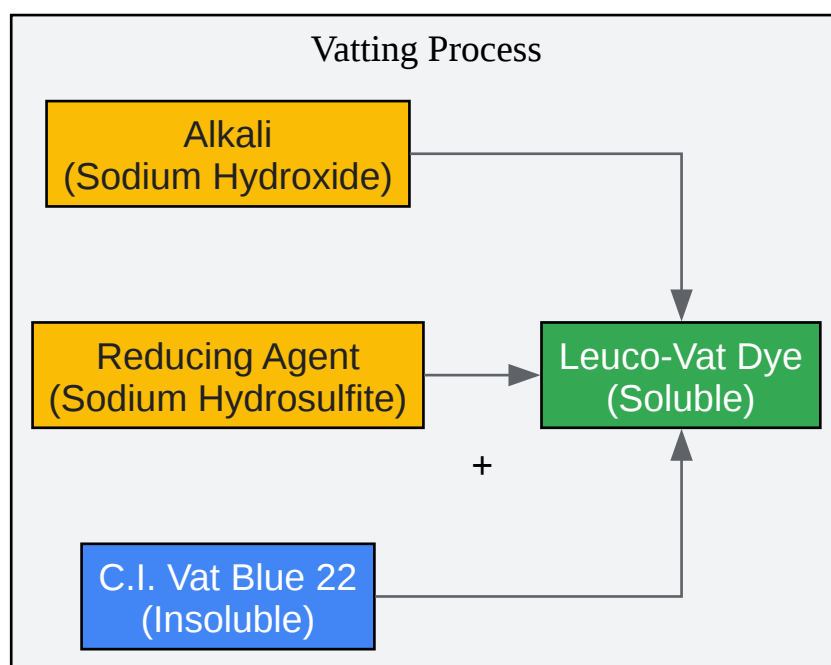 Vatting Process
Alkali
(Sodium Hydroxide)
Reducing Agent
(Sodium Hydrosulfite)
Leuco-Vat Dye
(Soluble)
+
C.I. Vat Blue 22
(Insoluble)